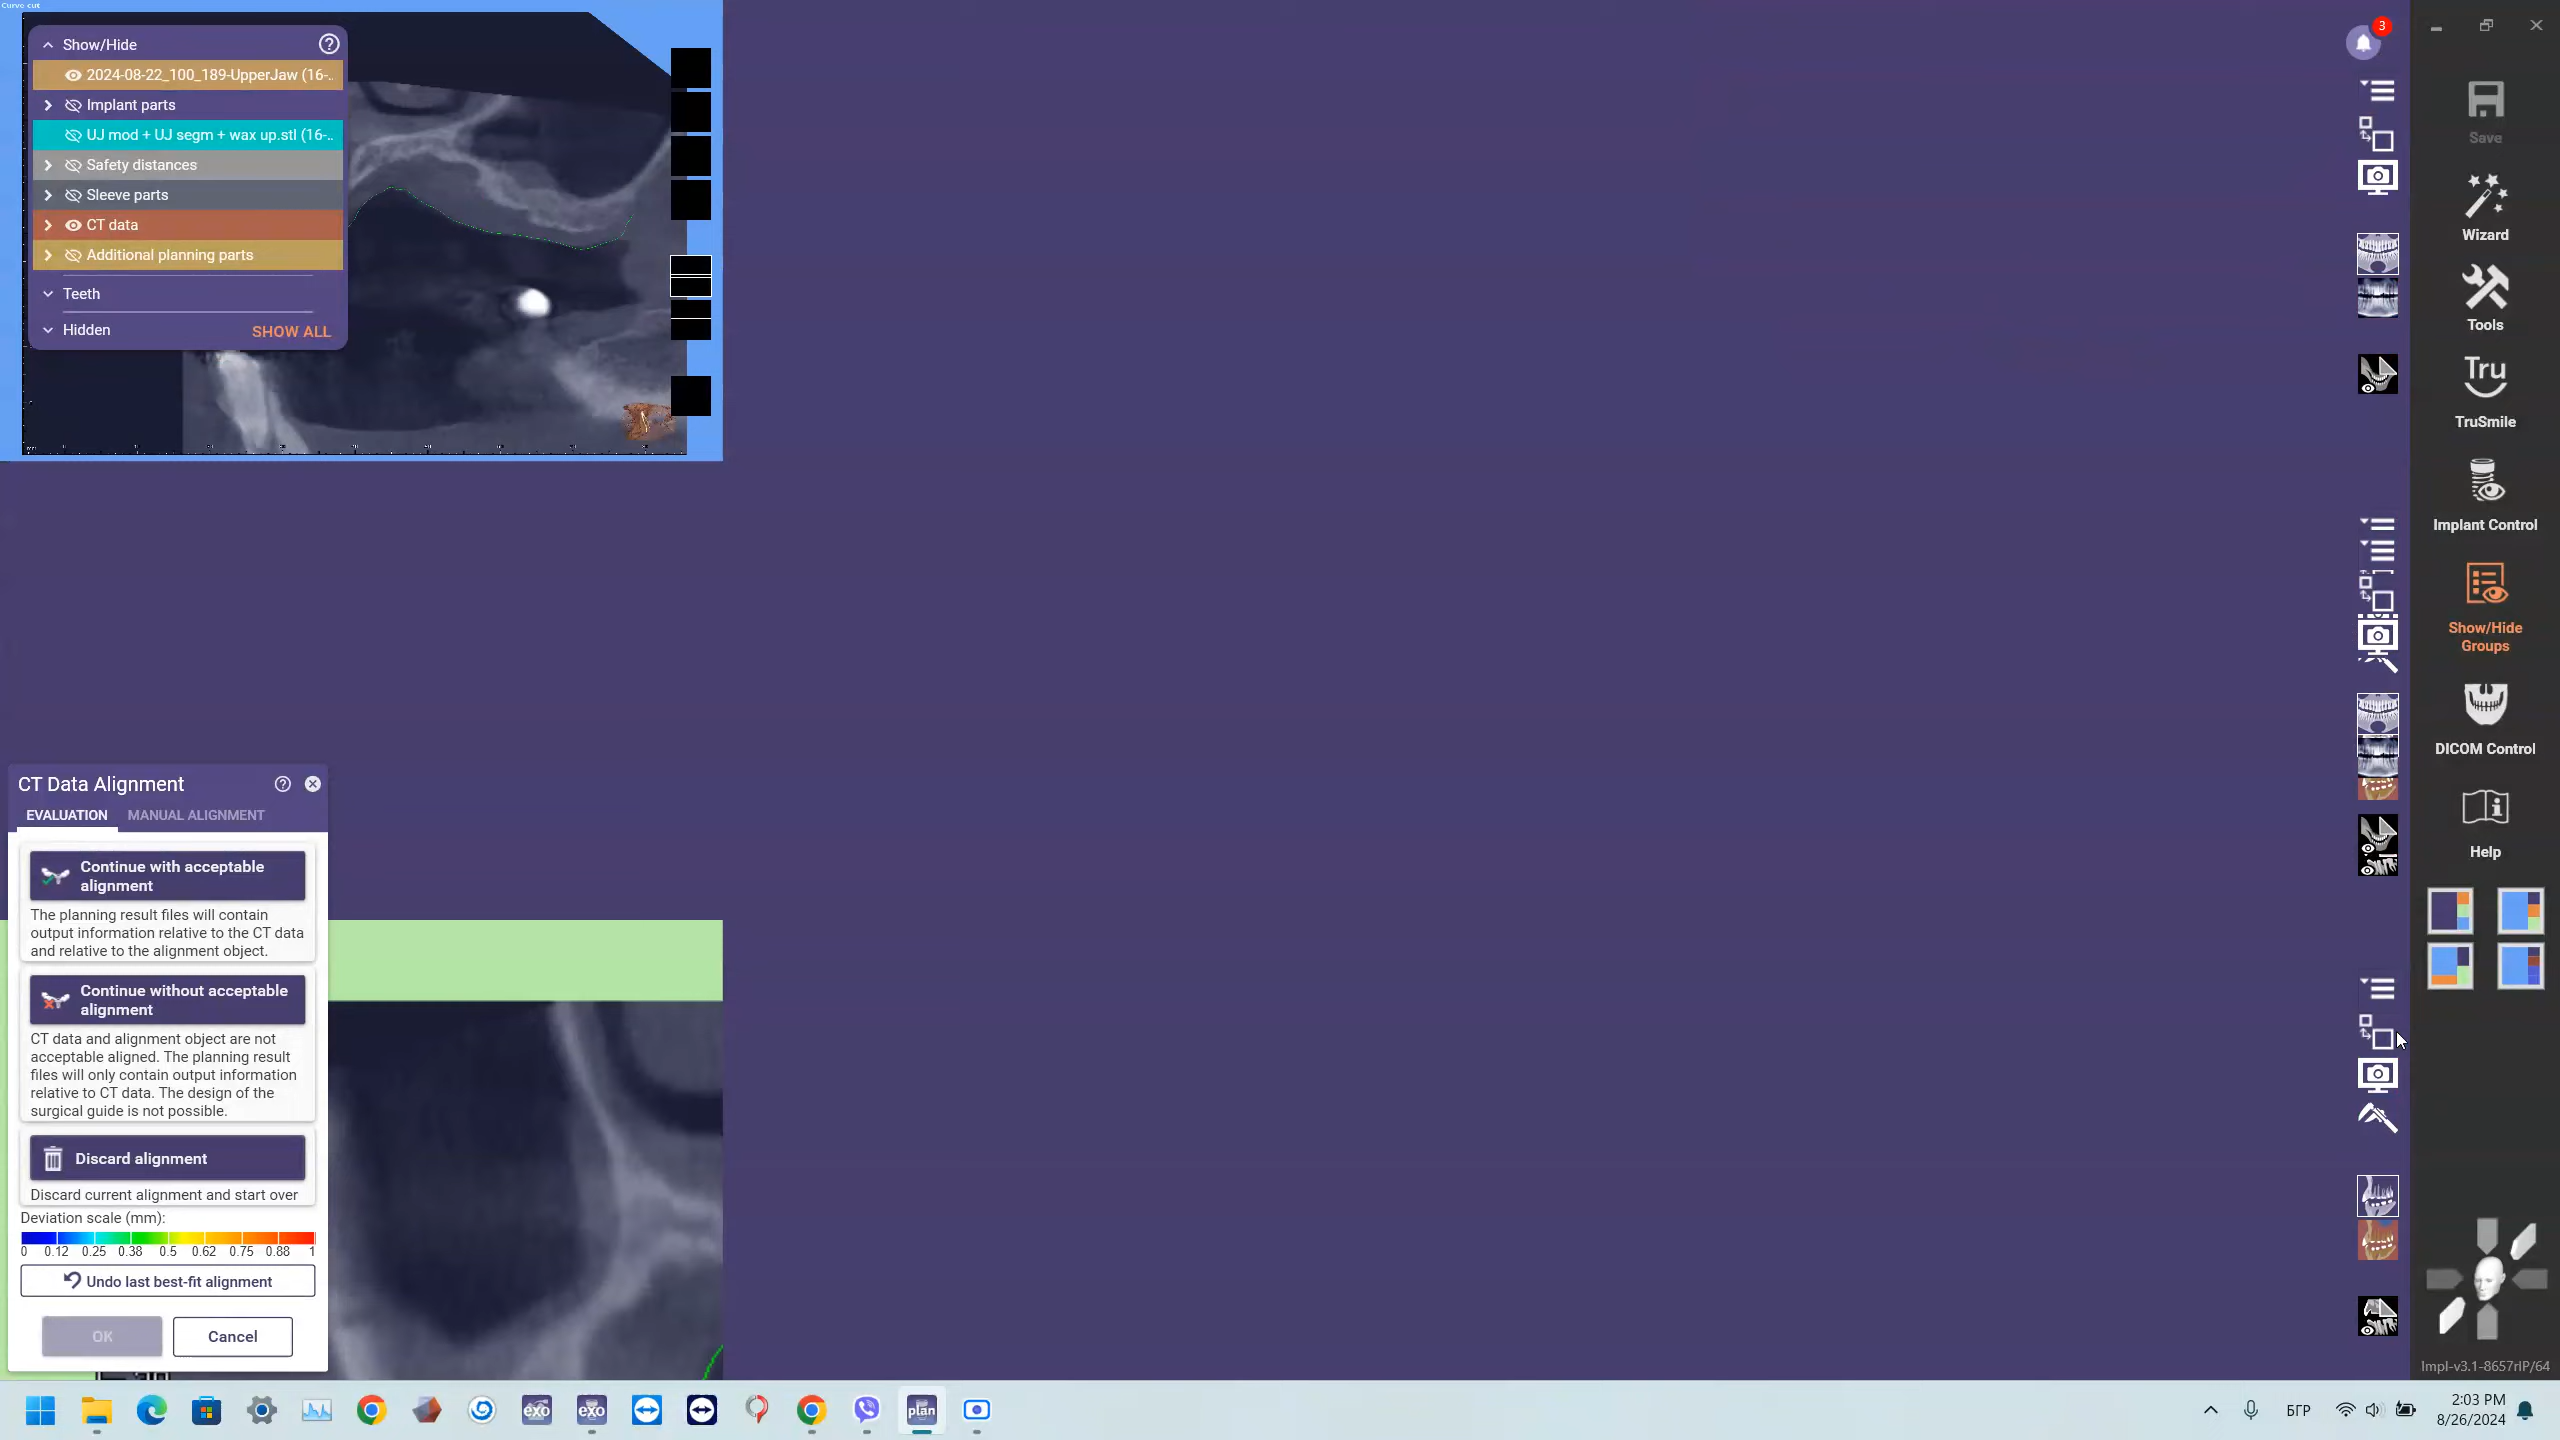 Curve cut
Show/Hide
2024-08-22_100_189-UpperJaw (16-..
Implant parts
UJ mod + UJ segm + wax up.stl (16-..
Safety distances
Sleeve parts
CT data
Additional planning parts
Teeth
Hidden
SHOW ALL
CT Data Alignment
EVALUATION
MANUAL ALIGNMENT
Continue with acceptable
alignment
The planning result files will contain
output information relative to the CT data
and relative to the alignment object.
Continue without acceptable
alignment
CT data and alignment object are not
acceptable aligned. The planning result
files will only contain output information
relative to CT data. The design of the
surgical guide is not possible.
Discard alignment
Discard current alignment and start over
Deviation scale (mm):
0 0.12 0.25 0.38 0.5 0.62 0.75 0.88 1
Undo last best-fit alignment
OK
Cancel
3
Save
Wizard
Tools
Tru
TruSmile
Implant Control
Show/Hide
Groups
DICOM Control
Help
Impl-v3.1-8657rIP/64
exo
exo
plan
БГР
2:03 PM
8/26/2024